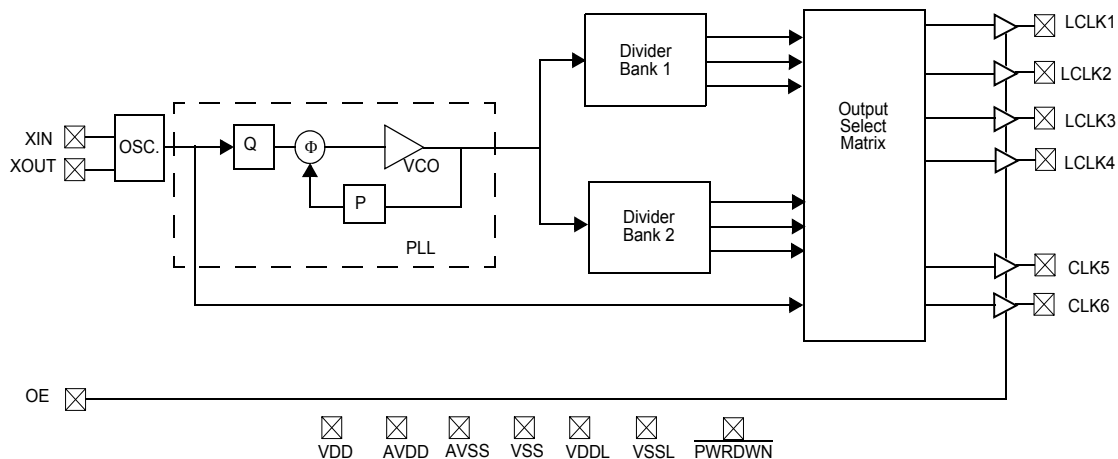 LCLK1
Divider
Bank 1
LCLK2
Output
Select
Matrix
LCLK3
XIN
OSC.
Q
Φ
VCO
XOUT
LCLK4
P
Divider
Bank 2
PLL
CLK5
CLK6
OE
VDD
AVDD
AVSS
VSS
VDDL
VSSL
PWRDWN